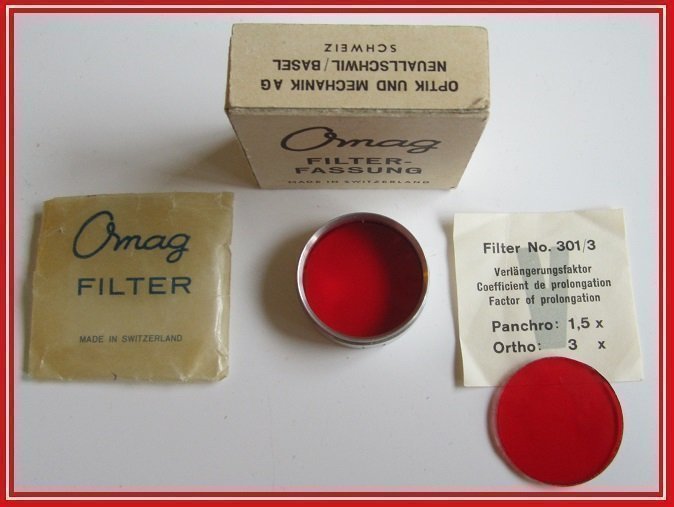 OPTIK UND MECHANIK AG
NEUALLSCHWIL/BASEL
SCHWEIZ
Omag
FILTER-
FASSUNG
MADE IN SWITZERLAND
Omag
FILTER
MADE IN SWITZERLAND
Filter No. 301/3
Verlängerungsfaktor
Coefficient de prolongation
Factor of prolongation
Panchro: 1,5 x
Ortho: 3 x
V